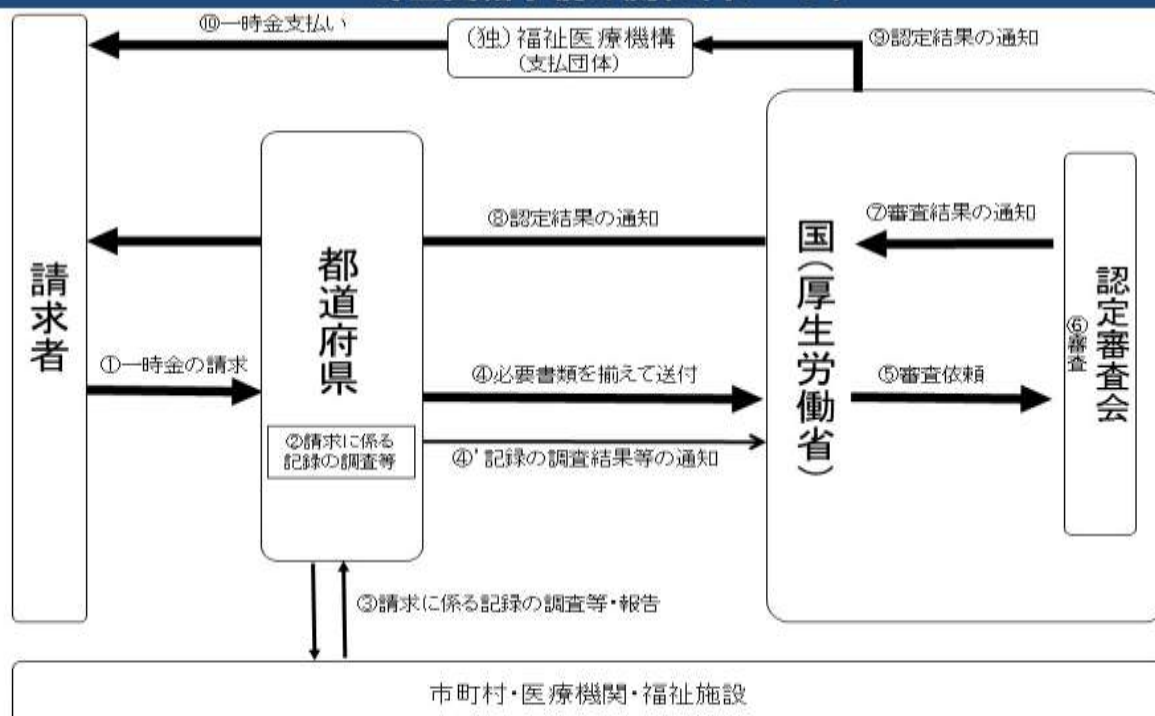 ⑩一時金支払い
(独)福祉医療機構
(支払団体)
⑨認定結果の通知
⑧認定結果の通知
⑦審査結果の通知
請求者
都道府県
国(厚生労働省)
認定審査会
⑥審査
①一時金の請求
④必要書類を揃えて送付
⑤審査依頼
②請求に係る
記録の調査等
④'記録の調査結果等の通知
③請求に係る記録の調査等・報告
市町村・医療機関・福祉施設